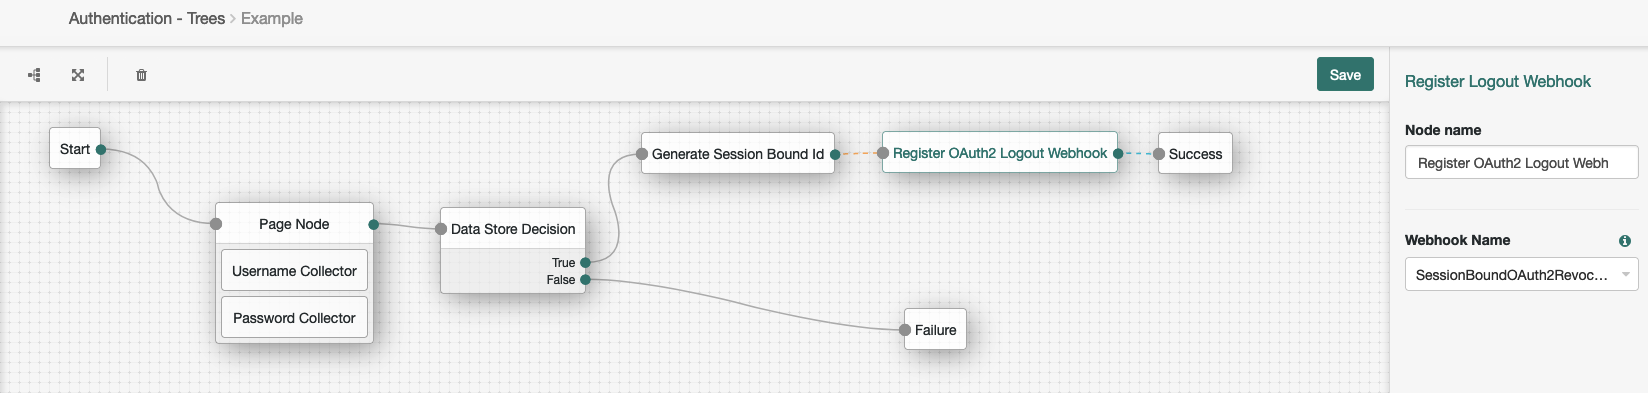 Authentication - Trees > Example
Save
Start
Page Node
Username Collector
Password Collector
Data Store Decision
True
False
Generate Session Bound Id
Register OAuth2 Logout Webhook
Success
Failure
Register Logout Webhook
Node name
Register OAuth2 Logout Webh
Webhook Name
SessionBoundOAuth2Revoc...